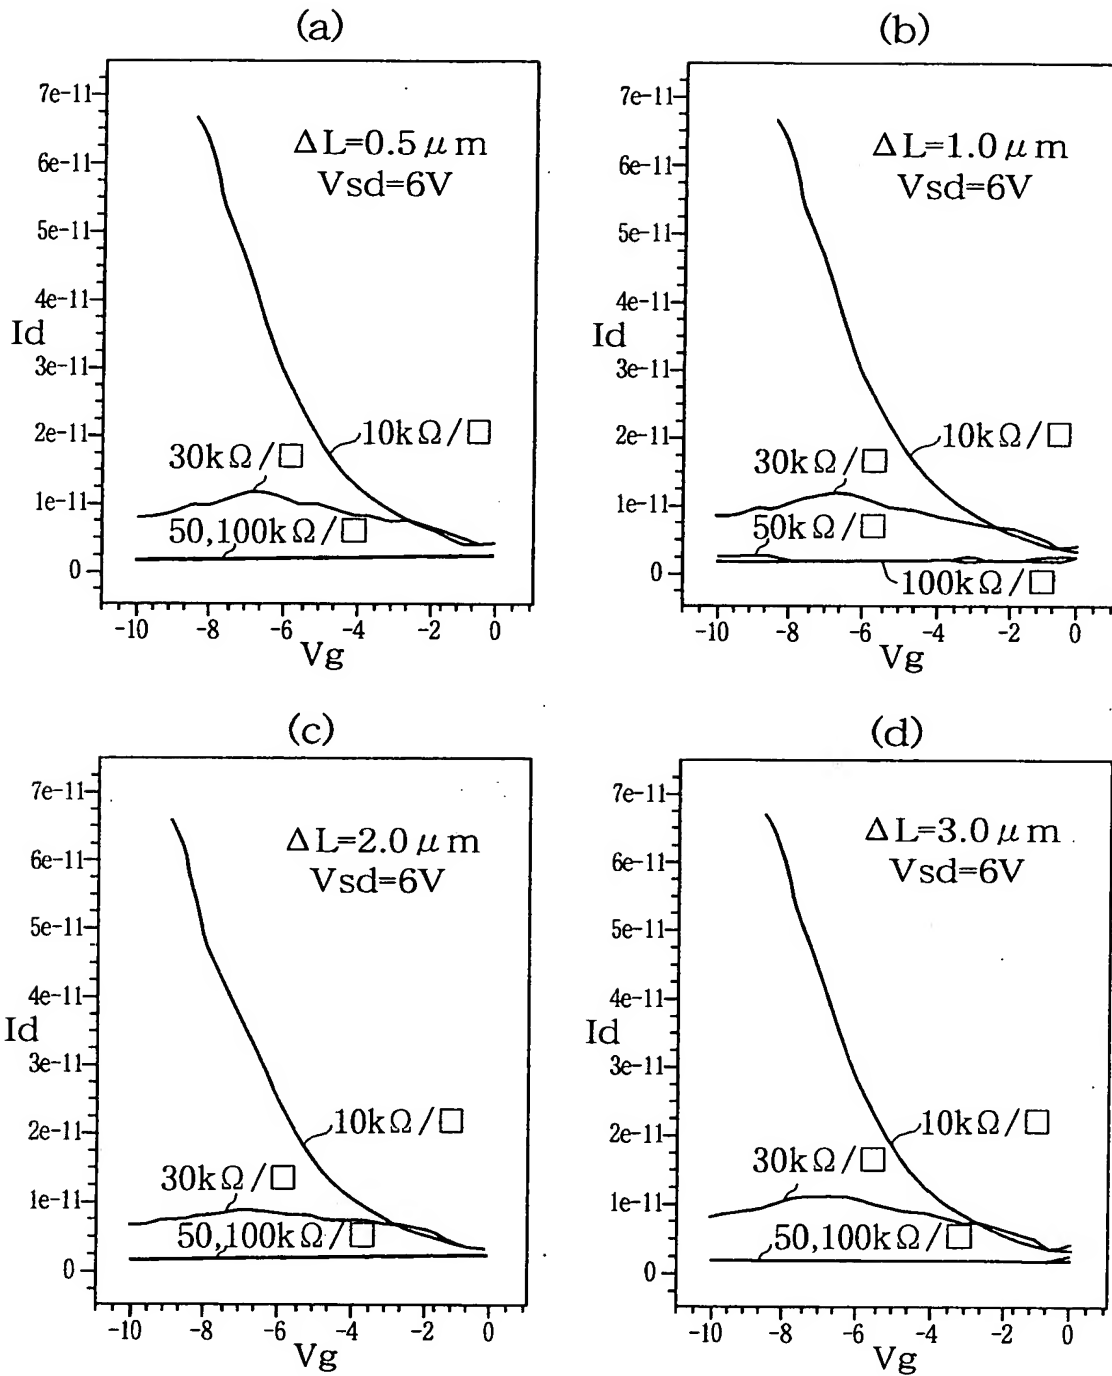 (a)
7e-11
6e-11
5e-11
4e-11
3e-11
2e-11
1e-11
0
Id
ΔL=0.5μm
Vsd=6V
10kΩ/□
30kΩ/□
50,100kΩ/□
-10 -8 -6 -4 -2 0
Vg
(b)
7e-11
6e-11
5e-11
4e-11
3e-11
2e-11
1e-11
0
Id
ΔL=1.0μm
Vsd=6V
10kΩ/□
30kΩ/□
50kΩ/□
100kΩ/□
-10 -8 -6 -4 -2 0
Vg
(c)
7e-11
6e-11
5e-11
4e-11
3e-11
2e-11
1e-11
0
Id
ΔL=2.0μm
Vsd=6V
10kΩ/□
30kΩ/□
50,100kΩ/□
-10 -8 -6 -4 -2 0
Vg
(d)
7e-11
6e-11
5e-11
4e-11
3e-11
2e-11
1e-11
0
Id
ΔL=3.0μm
Vsd=6V
10kΩ/□
30kΩ/□
50,100kΩ/□
-10 -8 -6 -4 -2 0
Vg